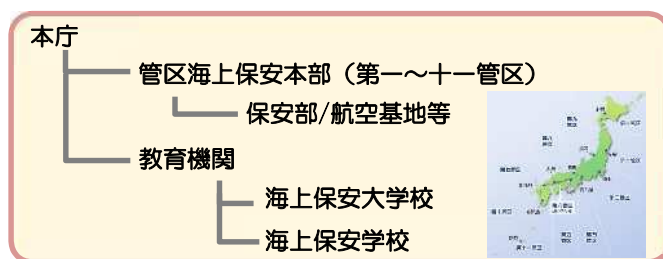 本庁
管区海上保安本部（第一～十一管区）
保安部/航空基地等
教育機関
海上保安大学校
海上保安学校